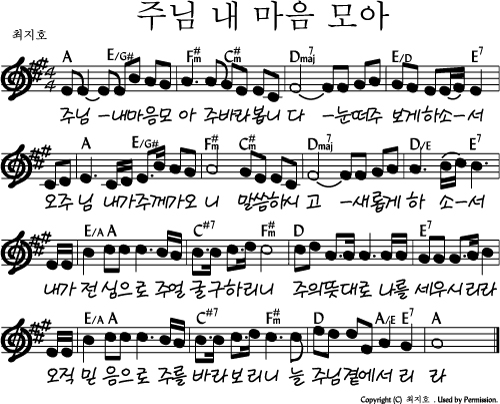 주님 내 마음 모아
최지호
A E/G# F#m C#m Dmaj7 E/D E7
주님 - 내마음모 아 주바라봅니 다 - 눈떠주 보게하소 - 서
A E/G# F#m C#m Dmaj7 D/E E7
오주 님 내가주께가오 니 말씀하시 고 - 새롭게 하 소 - 서
E/A A C#7 F#m D E7
내가 전 심으로 주얼 굴구하리니 주의뜻대로 나를 세우시리라
E/A A C#7 F#m D A/E E7 A
오직 믿 음으로 주를 바라보리니 늘 주님곁에서 리 라
Copyright (C) 최지호 . Used by Permission.